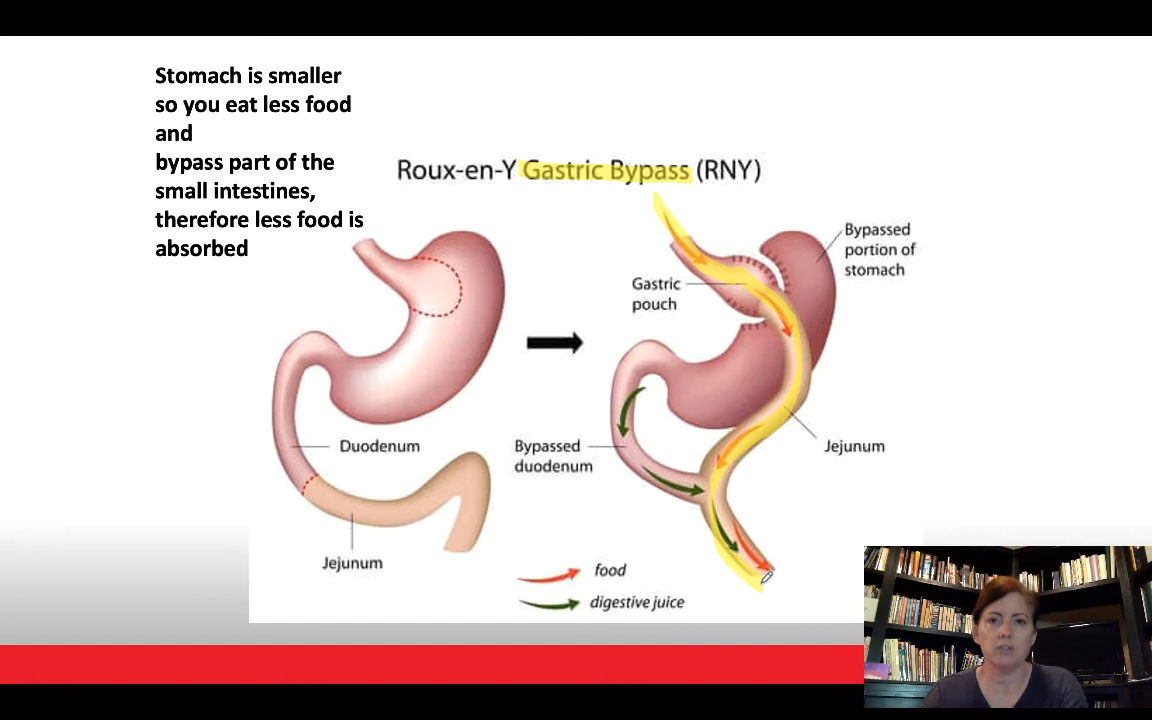 Stomach is smaller
so you eat less food
and
bypass part of the
small intestines,
therefore less food is
absorbed
Roux-en-Y Gastric Bypass (RNY)
Bypassed
portion of
stomach
Gastric
pouch
Duodenum
Bypassed
duodenum
Jejunum
Jejunum
food
digestive juice